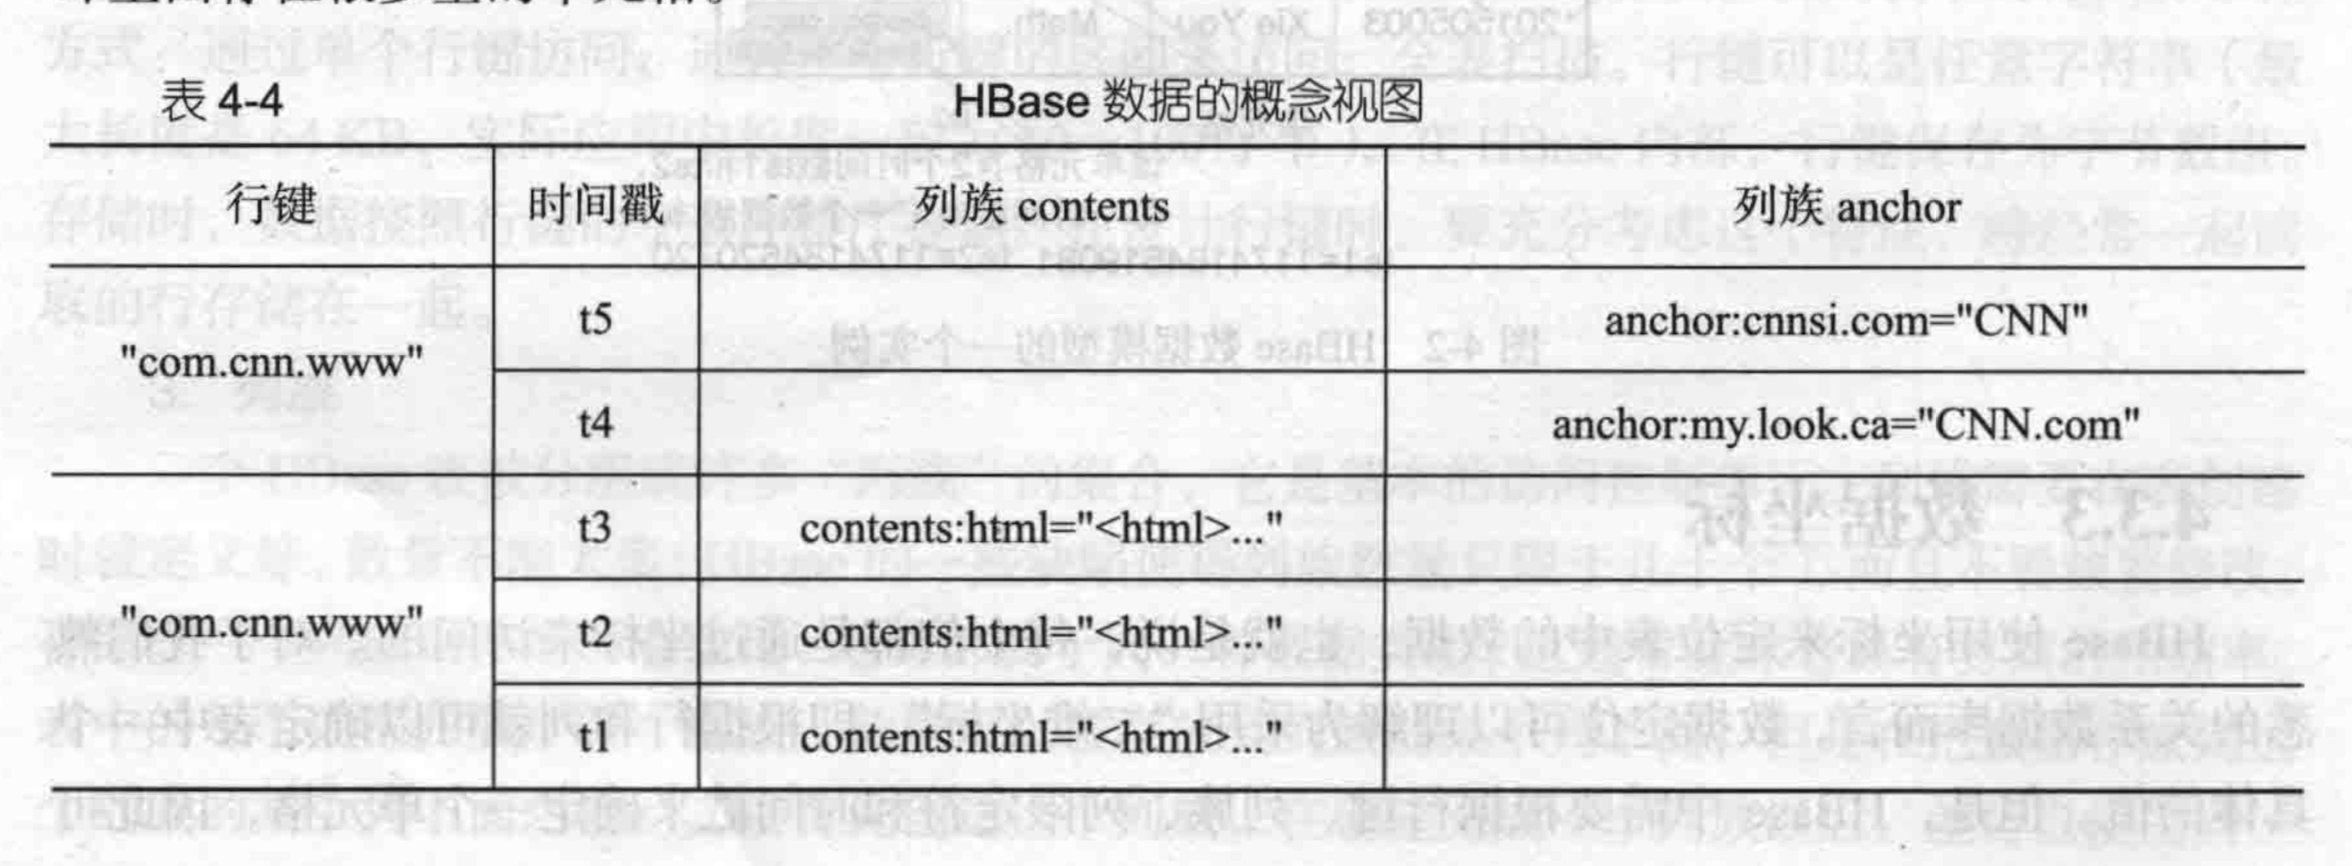 表 4-4 HBase 数据的概念视图
行键 时间戳 列族 contents 列族 anchor
"com.cnn.www" t5 anchor:cnnsi.com="CNN"
t4 anchor:my.look.ca="CNN.com"
"com.cnn.www" t3 contents:html="<html>..."
t2 contents:html="<html>..."
t1 contents:html="<html>..."